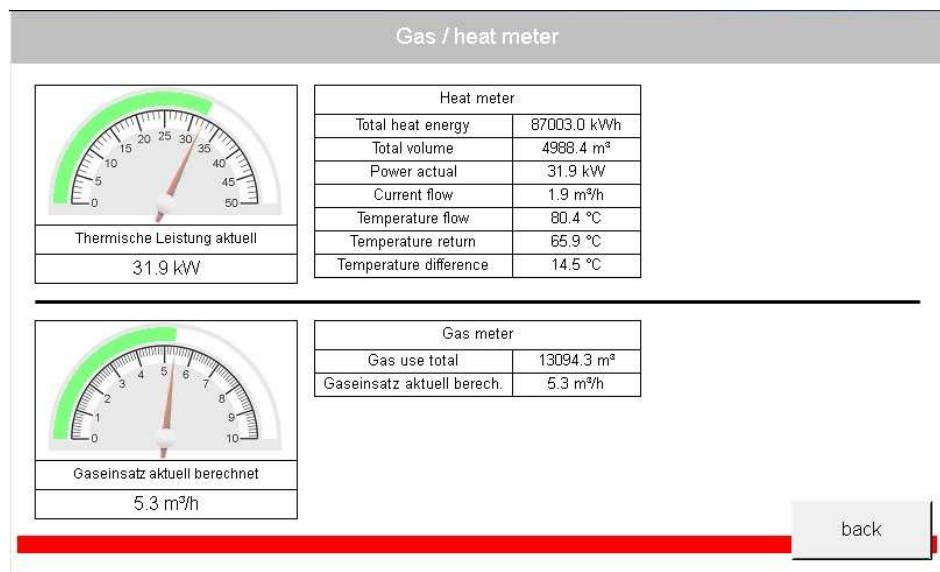 Gas / heat meter
0 5 10 15 20 25 30 35 40 45 50
Thermische Leistung aktuell
31.9 kW
Heat meter
Total heat energy 87003.0 kWh
Total volume 4988.4 m³
Power actual 31.9 kW
Current flow 1.9 m³/h
Temperature flow 80.4 °C
Temperature return 65.9 °C
Temperature difference 14.5 °C
0 1 2 3 4 5 6 7 8 9 10
Gaseinsatz aktuell berechnet
5.3 m³/h
Gas meter
Gas use total 13094.3 m³
Gaseinsatz aktuell berech. 5.3 m³/h
back